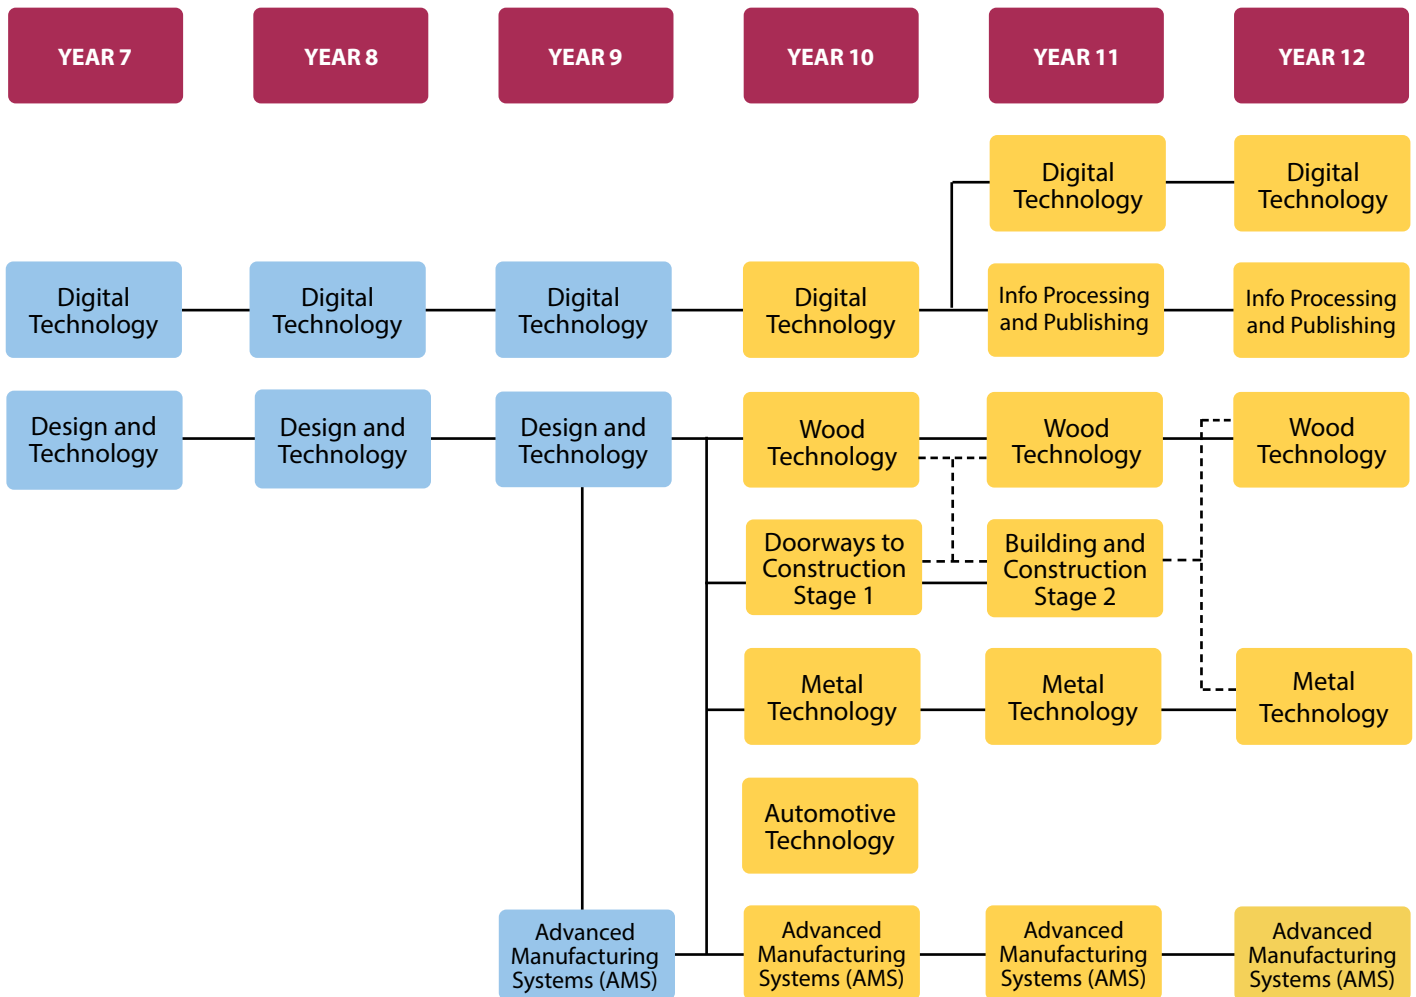 YEAR 7
YEAR 8
YEAR 9
YEAR 10
YEAR 11
YEAR 12
Digital
Technology
Digital
Technology
Digital
Technology
Digital
Technology
Digital
Technology
Digital
Technology
Info Processing
and Publishing
Info Processing
and Publishing
Design and
Technology
Design and
Technology
Design and
Technology
Wood
Technology
Wood
Technology
Wood
Technology
Doorways to
Construction
Stage 1
Building and
Construction
Stage 2
Metal
Technology
Metal
Technology
Metal
Technology
Automotive
Technology
Advanced
Manufacturing
Systems (AMS)
Advanced
Manufacturing
Systems (AMS)
Advanced
Manufacturing
Systems (AMS)
Advanced
Manufacturing
Systems (AMS)